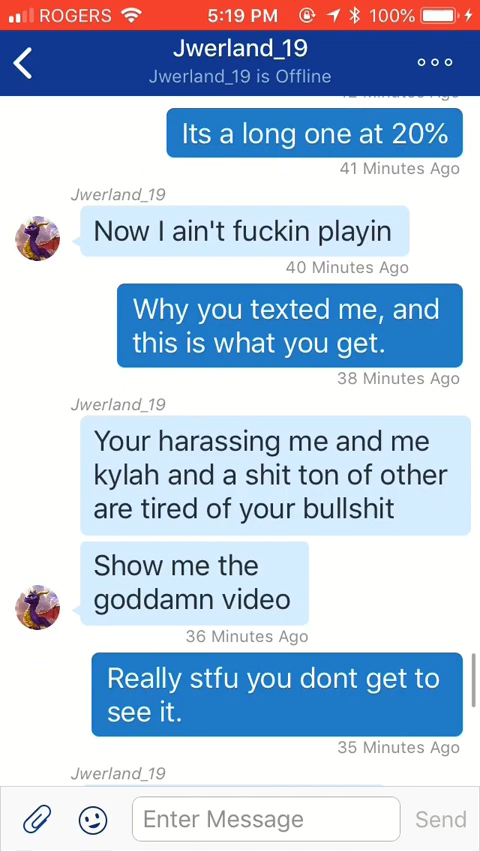 ROGERS 5:19 PM 100%
Jwerland_19
Jwerland_19 is Offline
42 Minutes Ago
Its a long one at 20%
41 Minutes Ago
Jwerland_19
Now I ain't fuckin playin
40 Minutes Ago
Why you texted me, and
this is what you get.
38 Minutes Ago
Jwerland_19
Your harassing me and me
kylah and a shit ton of other
are tired of your bullshit
Show me the
goddamn video
36 Minutes Ago
Really stfu you dont get to
see it.
35 Minutes Ago
Jwerland_19
Enter Message
Send